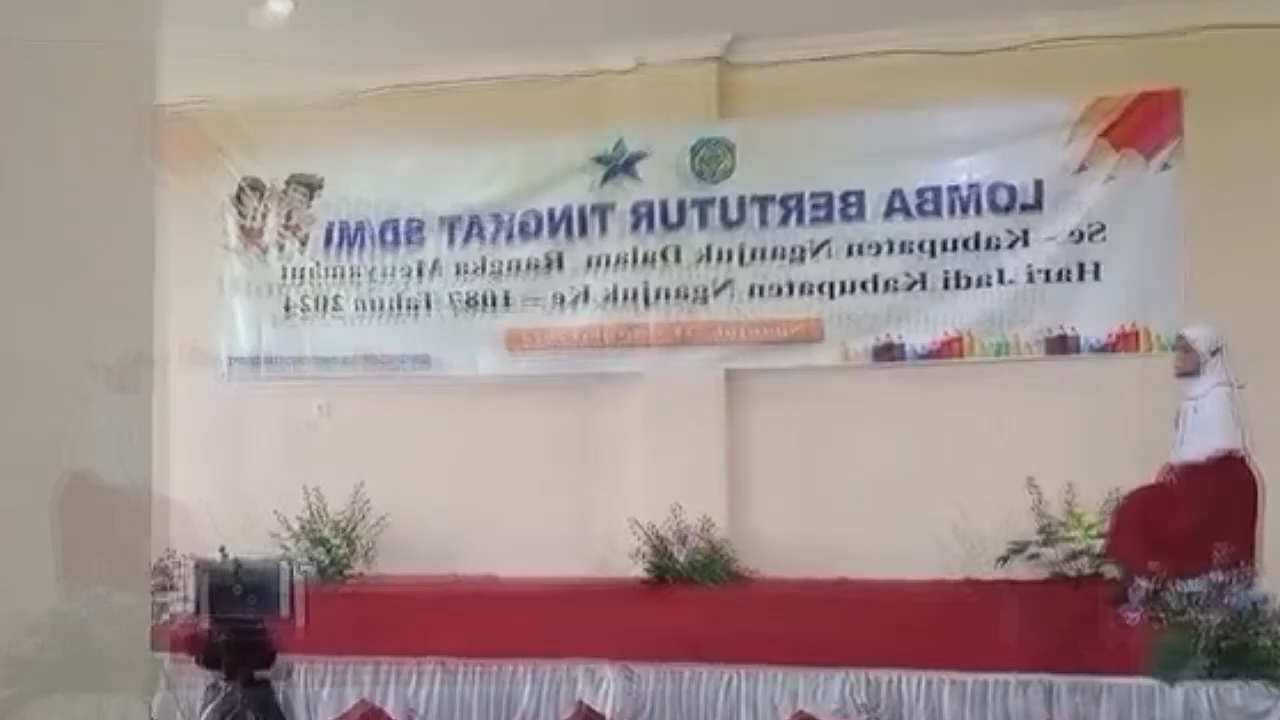 LOMBA BERTUTUR TINGKAT SD/MI
Se - Kabupaten Nganjuk Dalam Rangka Menyambut
Hari Jadi Kabupaten Nganjuk Ke – 1087 Tahun 2024
Nganjuk